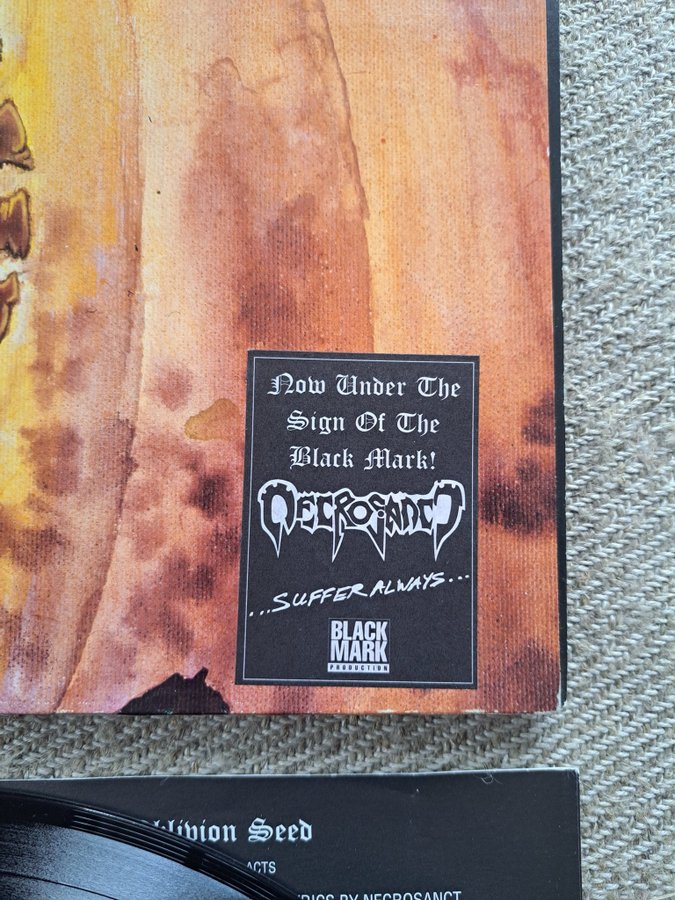 Now Under The
Sign Of The
Black Mark!
NECROSANCT
...SUFFER ALWAYS...
BLACK
MARK
PRODUCTION
Oblivion Seed
ACTS
LYRICS BY NECROSANCT